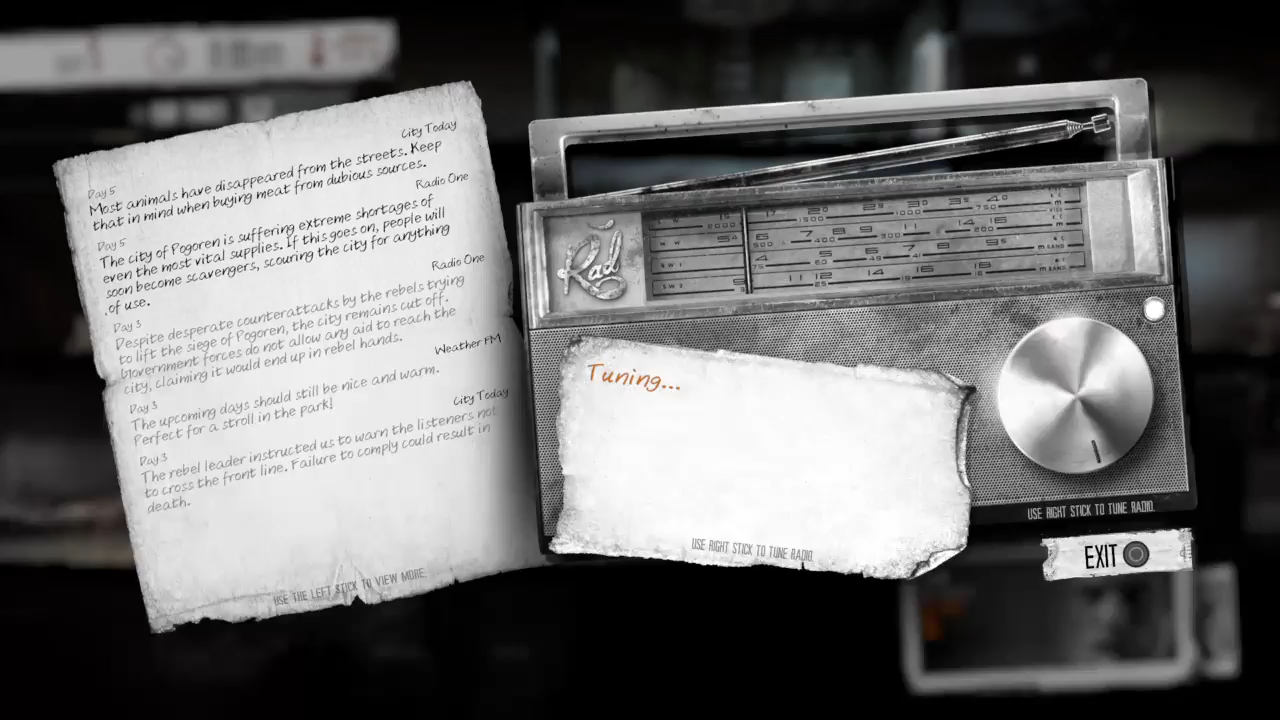 City Today
Day 5
Most animals have disappeared from the streets. Keep
that in mind when buying meat from dubious sources.
Radio One
Day 5
The city of Pogoren is suffering extreme shortages of
even the most vital supplies. If this goes on, people will
soon become scavengers, scouring the city for anything
of use.
Radio One
Day 3
Despite desperate counterattacks by the rebels trying
to lift the siege of Pogoren, the city remains cut off.
Government forces do not allow any aid to reach the
city, claiming it would end up in rebel hands.
Weather FM
Day 3
The upcoming days should still be nice and warm.
Perfect for a stroll in the park!
City Today
Day 3
The rebel leader instructed us to warn the listeners not
to cross the front line. Failure to comply could result in
death.
USE THE LEFT STICK TO VIEW MORE.
Rad
Tuning...
USE RIGHT STICK TO TUNE RADIO.
USE RIGHT STICK TO TUNE RADIO.
EXIT